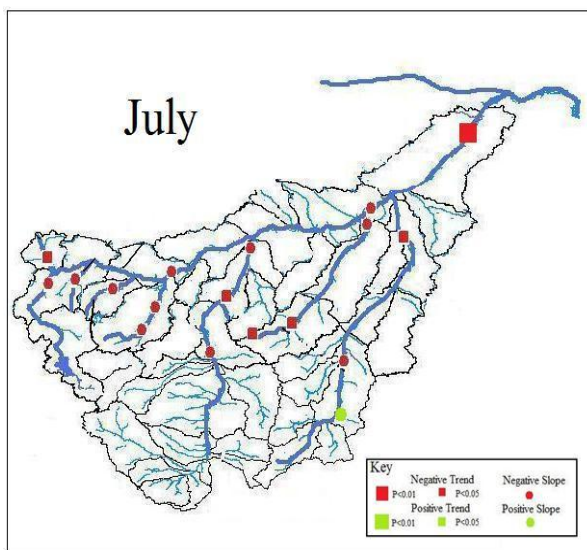 July
Key
Negative Trend Negative Slope
P<0.01 P<0.05
Positive Trend Positive Slope
P<0.01 P<0.05